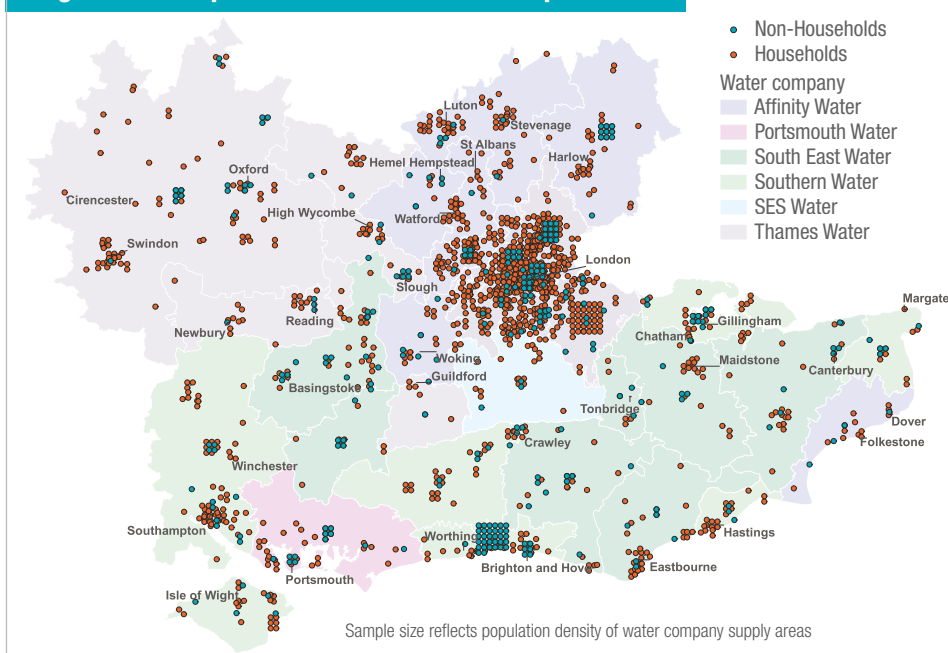 Non-Households
Households
Water company
Affinity Water
Portsmouth Water
South East Water
Southern Water
SES Water
Thames Water
Luton
Stevenage
St Albans
Hemel Hempstead
Harlow
Oxford
Cirencester
High Wycombe
Watford
Swindon
London
Slough
Margate
Reading
Newbury
Gillingham
Chatham
Woking
Maidstone
Guildford
Canterbury
Basingstoke
Tonbridge
Dover
Crawley
Folkestone
Winchester
Southampton
Worthing
Hastings
Brighton and Hove
Eastbourne
Portsmouth
Isle of Wight
Sample size reflects population density of water company supply areas